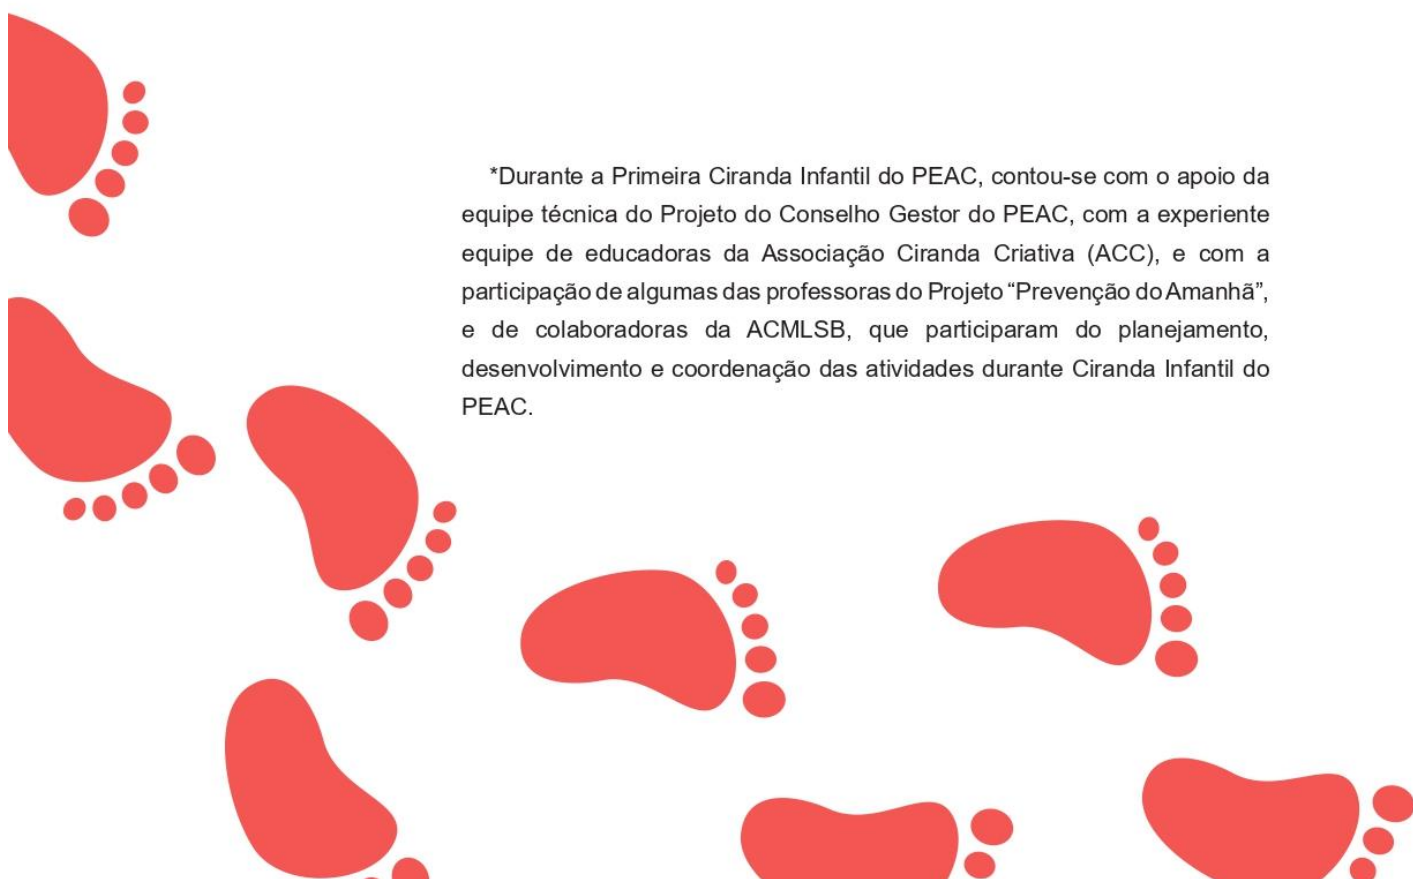 *Durante a Primeira Ciranda Infantil do PEAC, contou-se com o apoio da
equipe técnica do Projeto do Conselho Gestor do PEAC, com a experiente
equipe de educadoras da Associação Ciranda Criativa (ACC), e com a
participação de algumas das professoras do Projeto “Prevenção do Amanhã”,
e de colaboradoras da ACMLSB, que participaram do planejamento,
desenvolvimento e coordenação das atividades durante Ciranda Infantil do
PEAC.